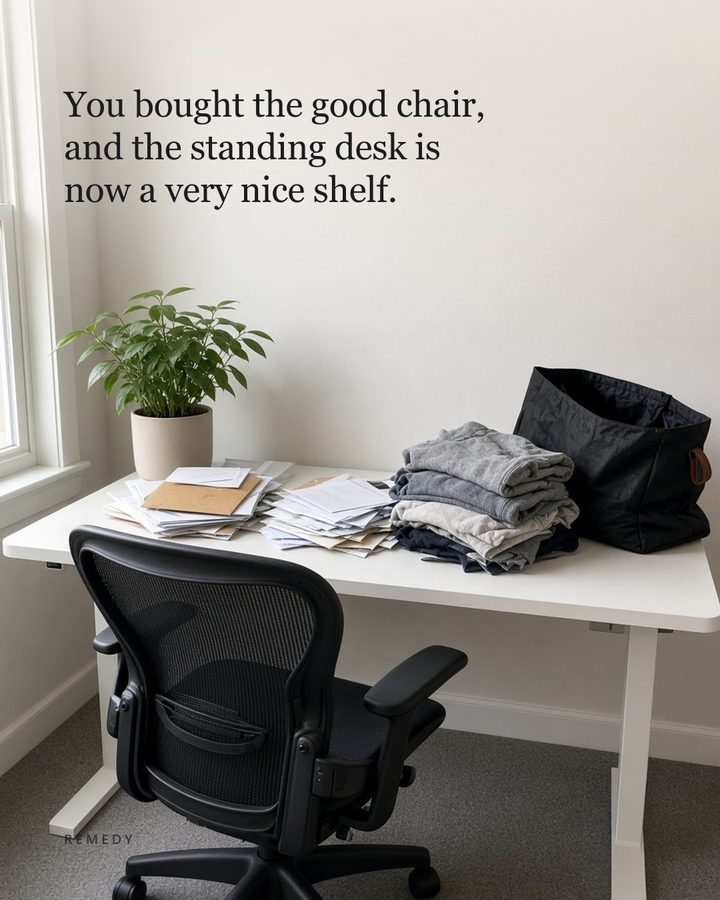 You bought the good chair,
and the standing desk is
now a very nice shelf.
REMEDY